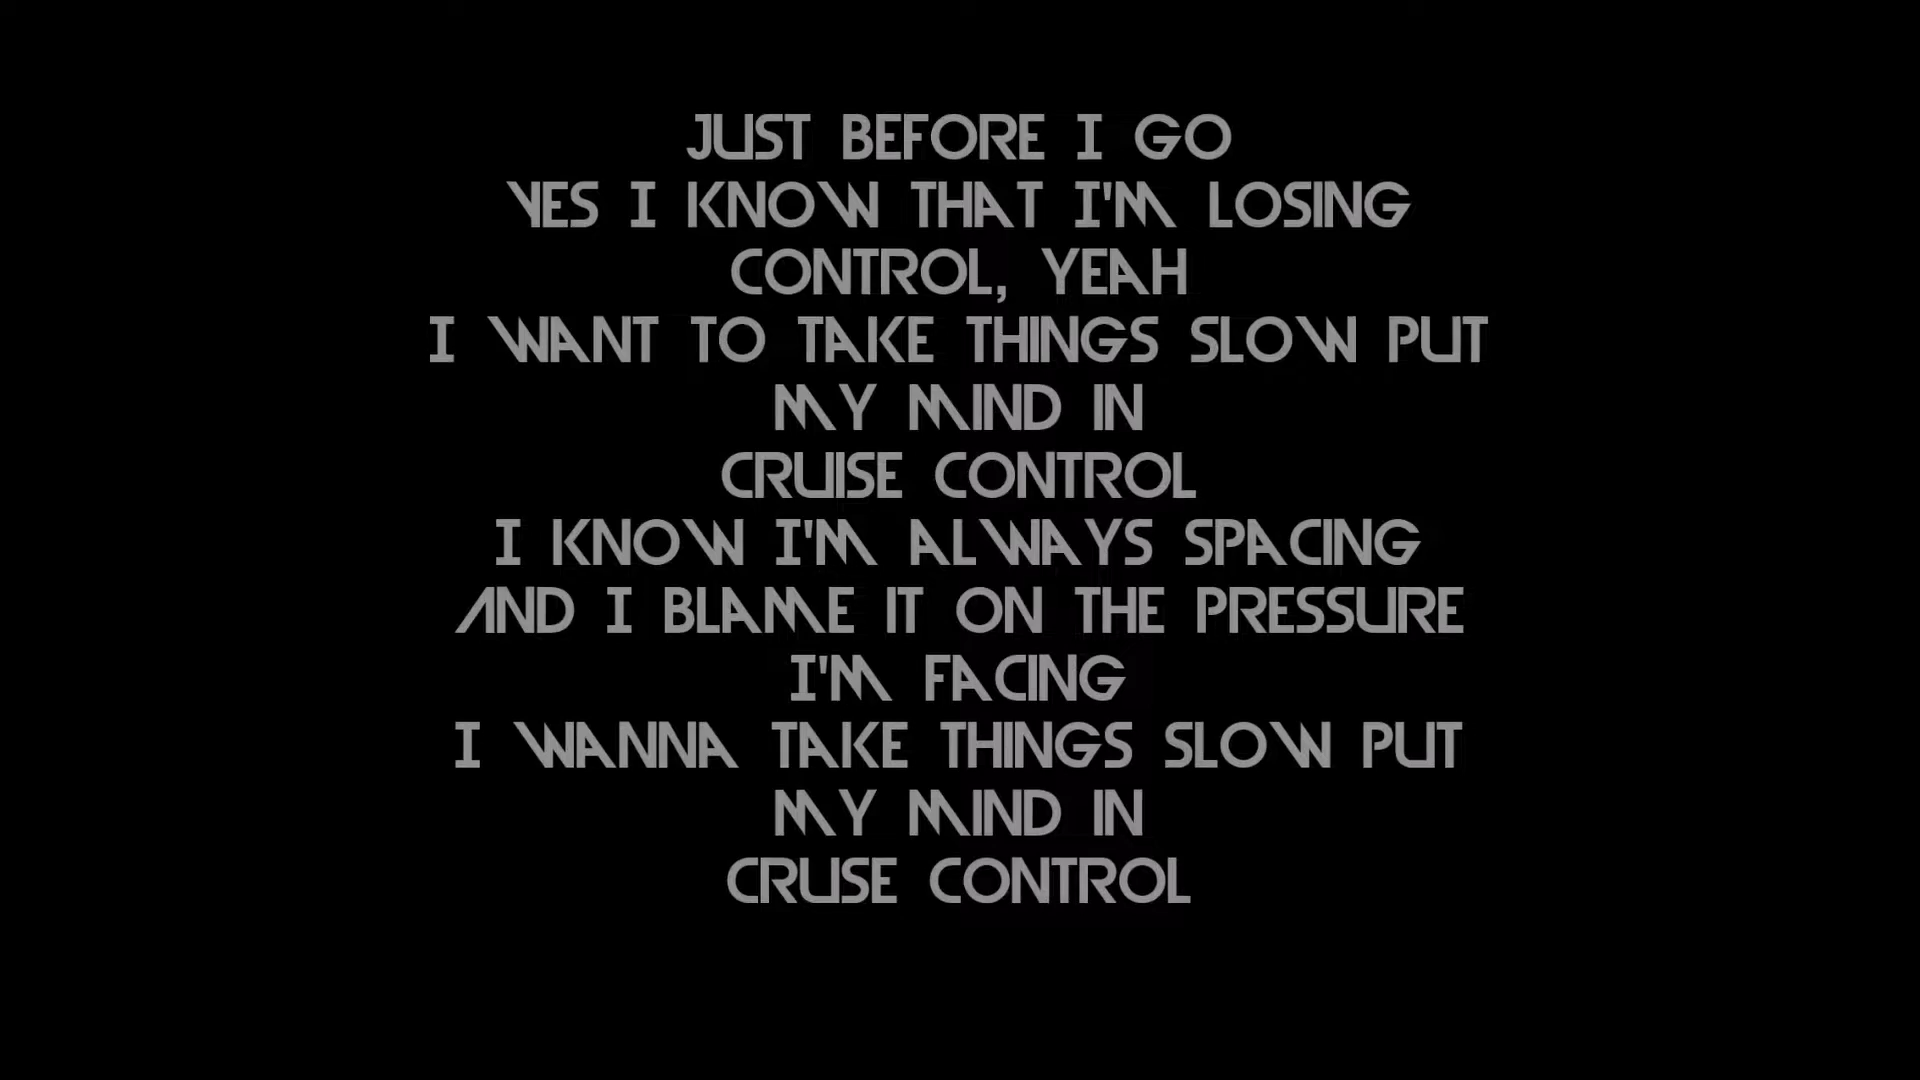 JUST BEFORE I GO
YES I KNOW THAT I'M LOSING
CONTROL, YEAH
I WANT TO TAKE THINGS SLOW PUT
MY MIND IN
CRUISE CONTROL
I KNOW I'M ALWAYS SPACING
AND I BLAME IT ON THE PRESSURE
I'M FACING
I WANNA TAKE THINGS SLOW PUT
MY MIND IN
CRUSE CONTROL